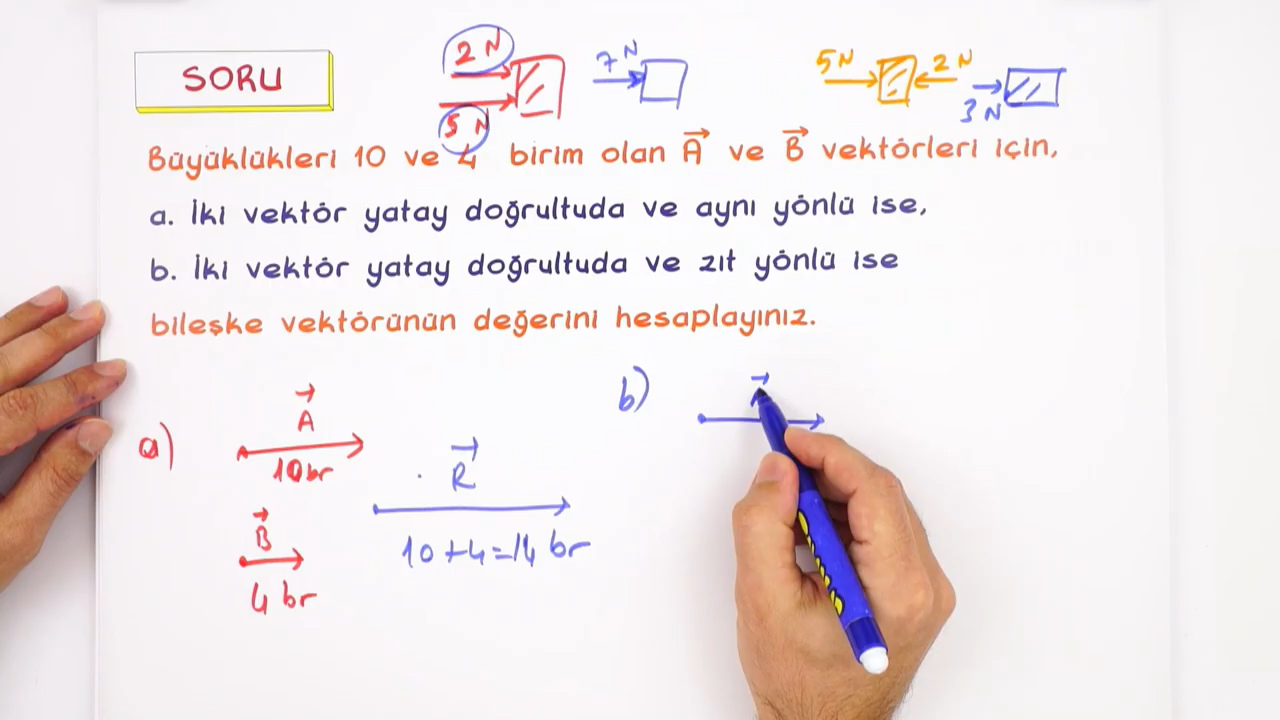 SORU
2 N
5 N
7 N
5 N
2 N
3 N
Büyüklükleri 10 ve 4 birim olan A ve B vektörleri için,
a. İki vektör yatay doğrultuda ve aynı yönlü ise,
b. İki vektör yatay doğrultuda ve zıt yönlü ise
bileşke vektörünün değerini hesaplayınız.
a)
A
10br
B
4 br
R
10+4=14 br
b)